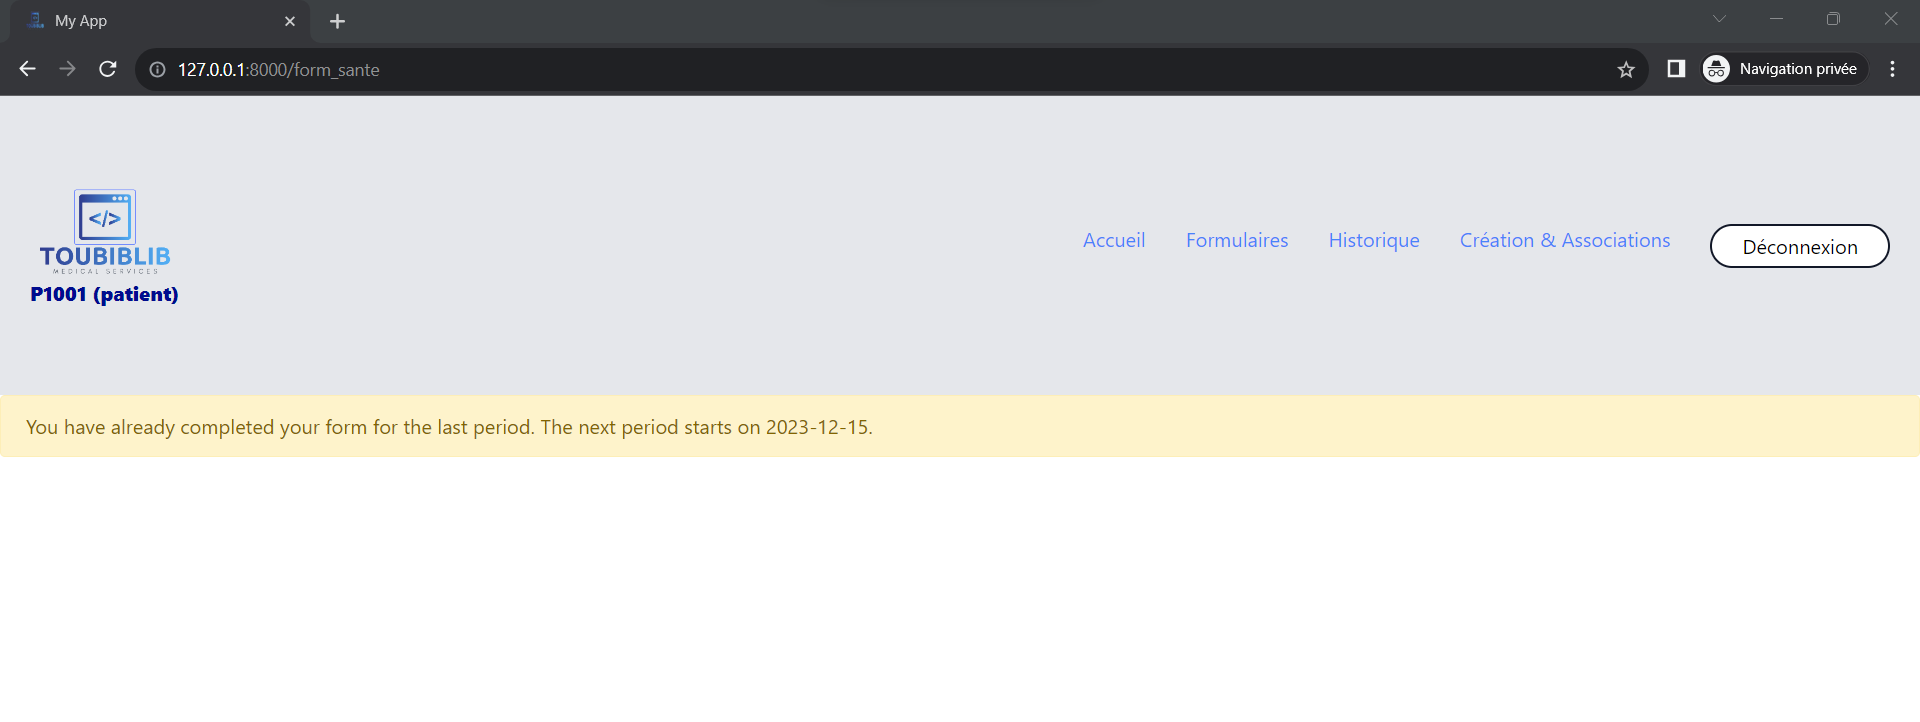 My App
127.0.0.1:8000/form_sante
Navigation privée
</>
TOUBIBLIB
MEDICAL SERVICES
P1001 (patient)
Accueil
Formulaires
Historique
Création & Associations
Déconnexion
You have already completed your form for the last period. The next period starts on 2023-12-15.